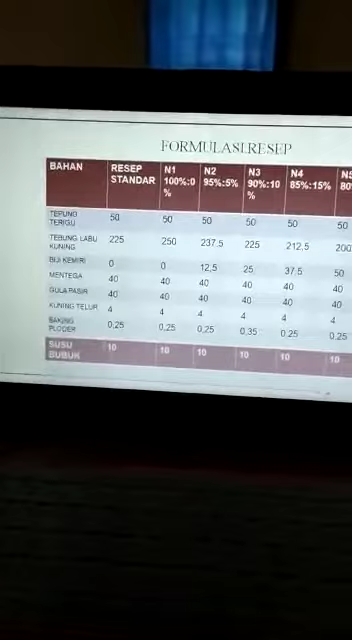 FORMULASI RESEP
BAHAN RESEP STANDAR N1 100%:0% N2 95%:5% N3 90%:10% N4 85%:15%
TEPUNG TERIGU 50 50 50 50 50 50
TEBUNG LABU KUNING 225 250 237.5 225 212,5 200
BIJI KEMIRI 0 0 12,5 25 37.5 50
MENTEGA 40 40 40 40 40 40
GULA PASIR 40 40 40 40 40 40
KUNING TELUR 4 4 4 4 4 4
BAKING PLODER 0,25 0,25 0,25 0,35 0,25 0,25
SUSU BUBUK 10 10 10 10 10 10